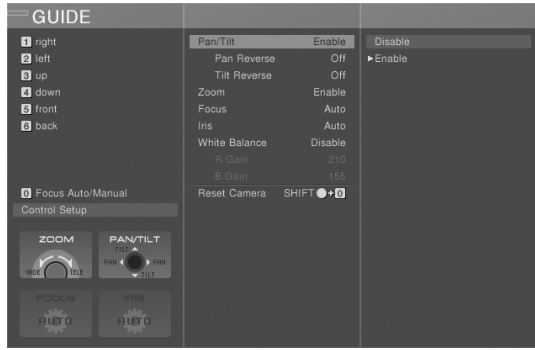 GUIDE
1 right
2 left
3 up
4 down
5 front
6 back
0 Focus Auto/Manual
Control Setup
ZOOM
WIDE TELE
PAN/TILT
TILT
PAN PAN
TILT
FOCUS
AUTO
IRIS
AUTO
Pan/Tilt Enable
Pan Reverse Off
Tilt Reverse Off
Zoom Enable
Focus Auto
Iris Auto
White Balance Disable
R Gain 210
B Gain 155
Reset Camera SHIFT●+0
Disable
►Enable